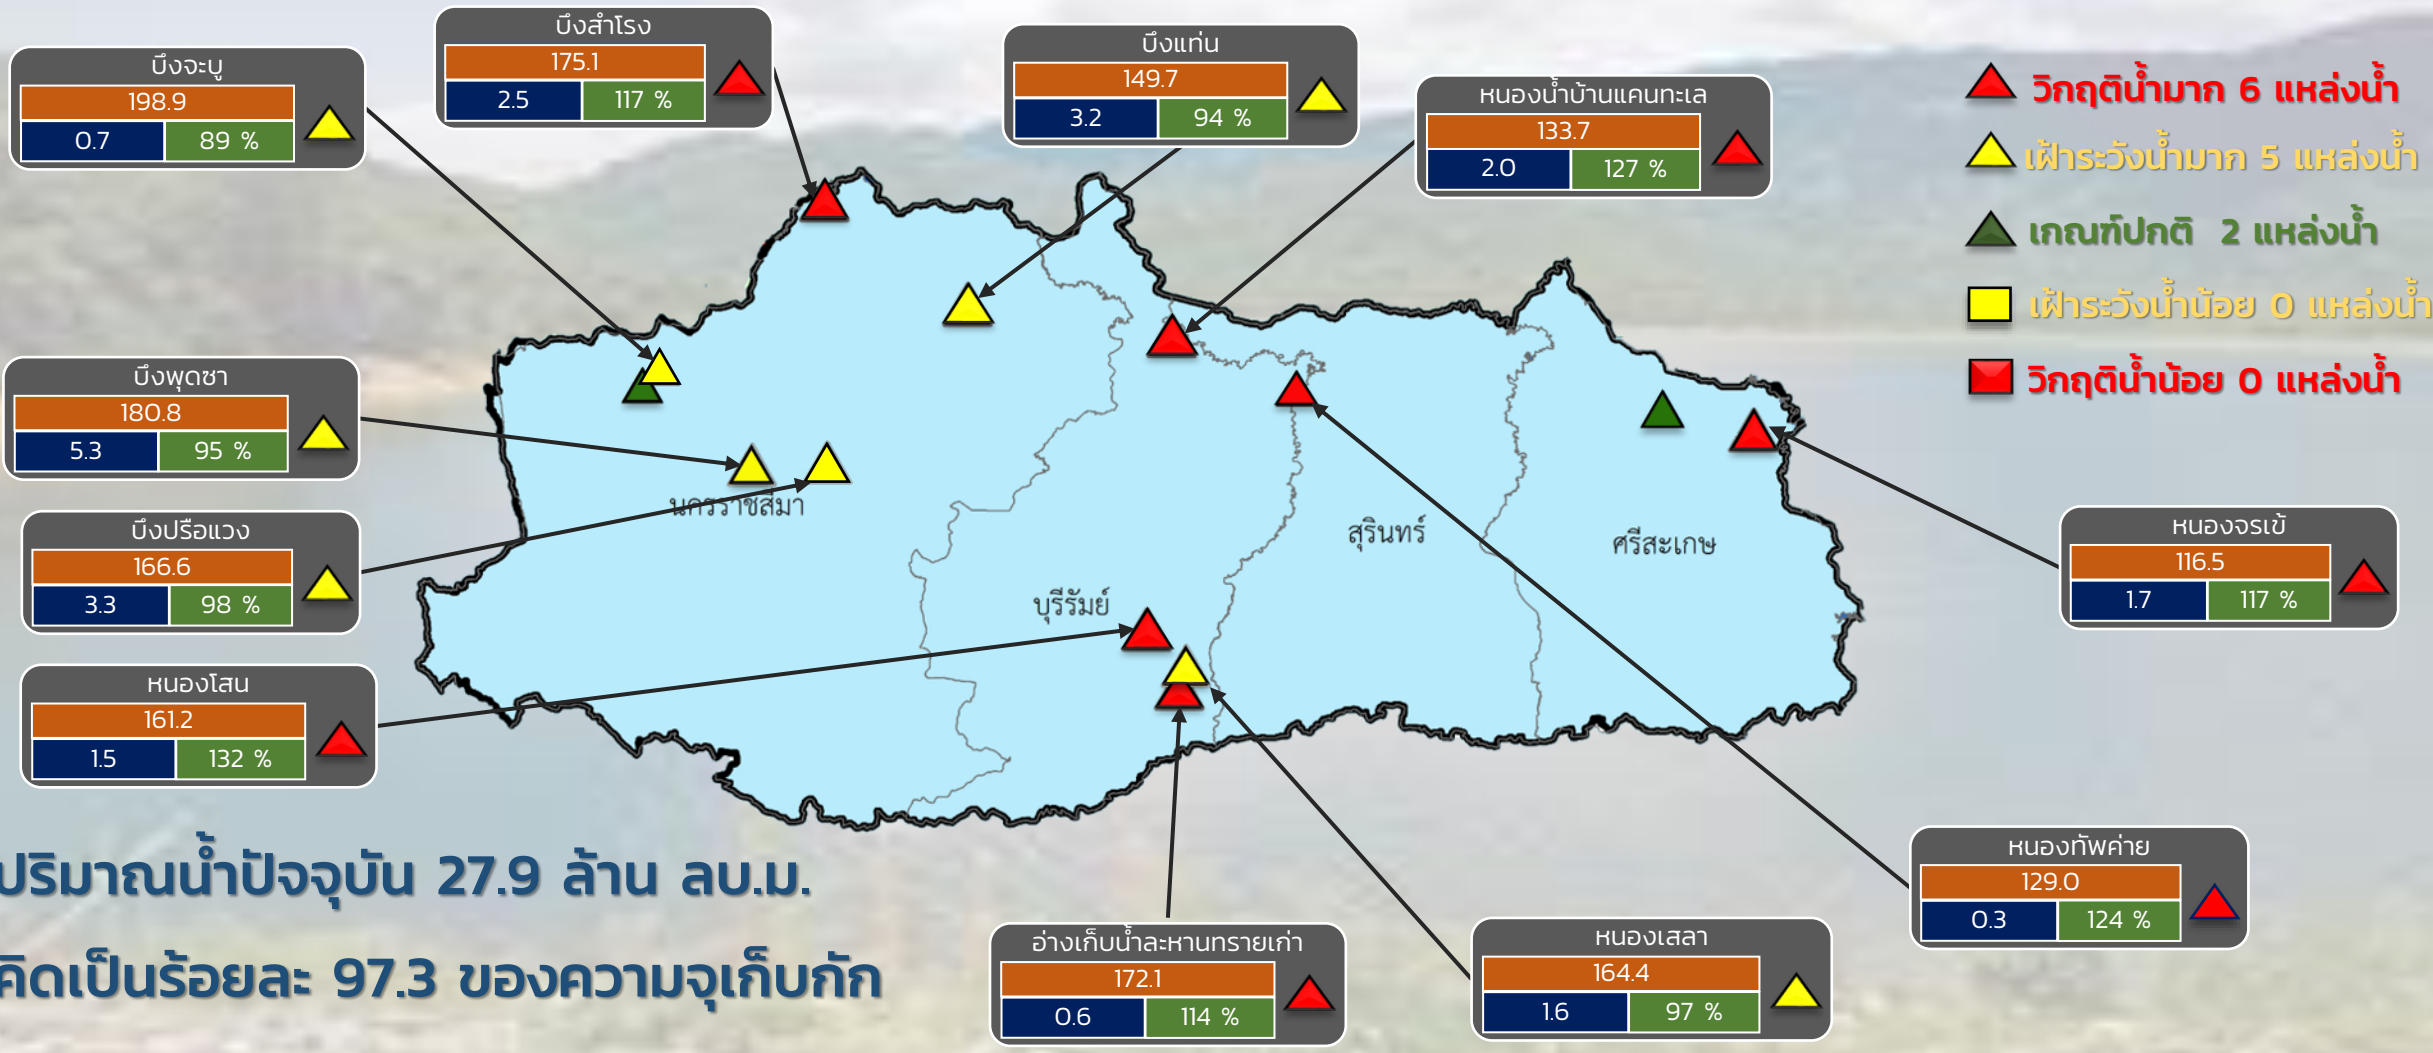 บึงจะบู
198.9
0.7 89 %
บึงสำโรง
175.1
2.5 117 %
บึงแท่น
149.7
3.2 94 %
หนองน้ำบ้านแคนทะเล
133.7
2.0 127 %
วิกฤติน้ำมาก 6 แหล่งน้ำ
เฝ้าระวังน้ำมาก 5 แหล่งน้ำ
เกณฑ์ปกติ 2 แหล่งน้ำ
เฝ้าระวังน้ำน้อย 0 แหล่งน้ำ
วิกฤติน้ำน้อย 0 แหล่งน้ำ
บึงพุดซา
180.8
5.3 95 %
บึงปรือแวง
166.6
3.3 98 %
หนองโสน
161.2
1.5 132 %
นครราชสีมา
บุรีรัมย์
สุรินทร์
ศรีสะเกษ
หนองจรเข้
116.5
1.7 117 %
หนองทัพค่าย
129.0
0.3 124 %
อ่างเก็บน้ำละหานทรายเก่า
172.1
0.6 114 %
หนองเสลา
164.4
1.6 97 %
ปริมาณน้ำปัจจุบัน 27.9 ล้าน ลบ.ม.
คิดเป็นร้อยละ 97.3 ของความจุเก็บกัก